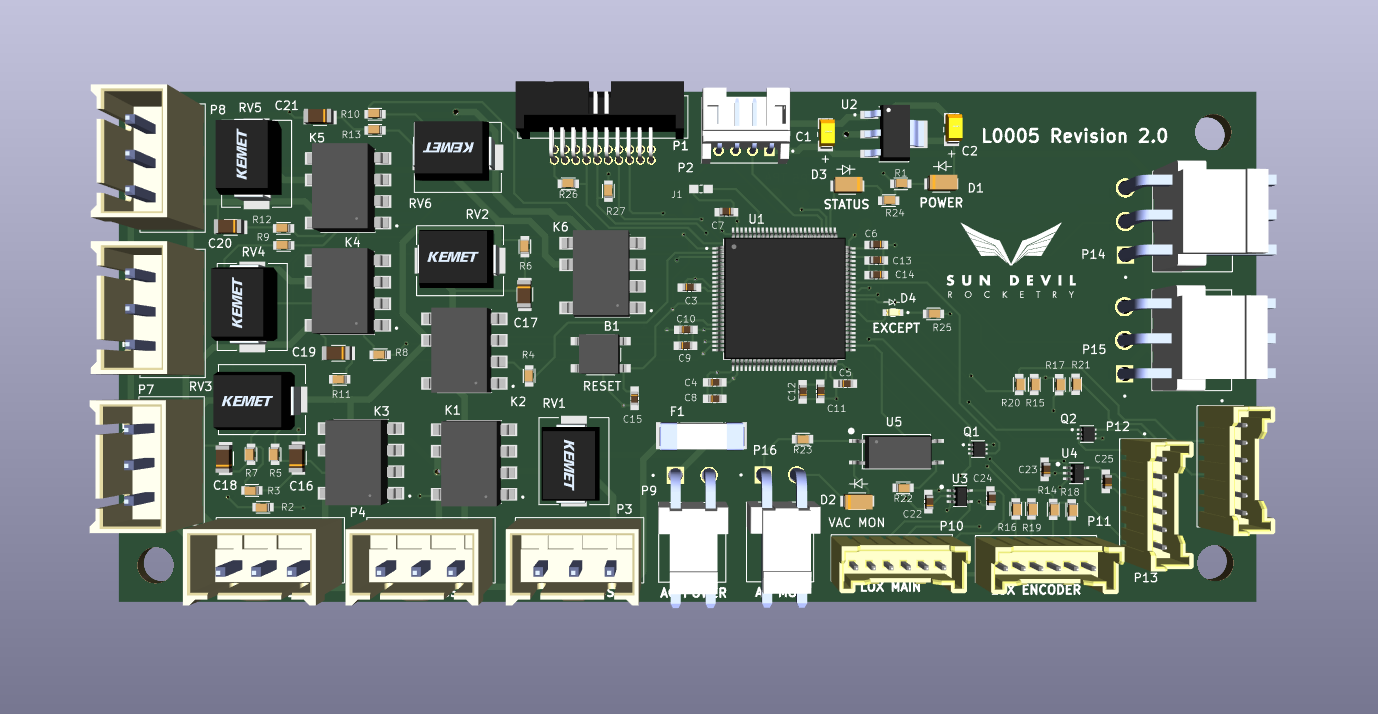 P8
RV5
C21
R10
R13
K5
KEMET
KEMET
RV6
P1
P2
C1
+
U2
+
C2
L0005 Revision 2.0
D3
STATUS
R1
R24
D1
POWER
R26
R27
J1
C7
U1
R12
R9
C20
RV4
K4
RV2
KEMET
KEMET
R6
C17
K6
C3
C6
C13
C14
P14
SUN DEVIL
ROCKETRY
D4
EXCEPT
R25
C10
C9
B1
RESET
C19
R8
R11
R4
K2
C15
C4
C8
C12
C11
C5
P15
R17
R21
R20
R15
P7
RV3
KEMET
K3
K1
RV1
KEMET
F1
P16
R23
U5
Q1
Q2
P12
R7
R5
C18
C16
R3
R2
P9
D2
VAC MON
R22
C22
U3
C24
C23
U4
C25
R14
R18
R16
R19
P4
P3
P10
P11
P13
LUX MAIN
ENCODER